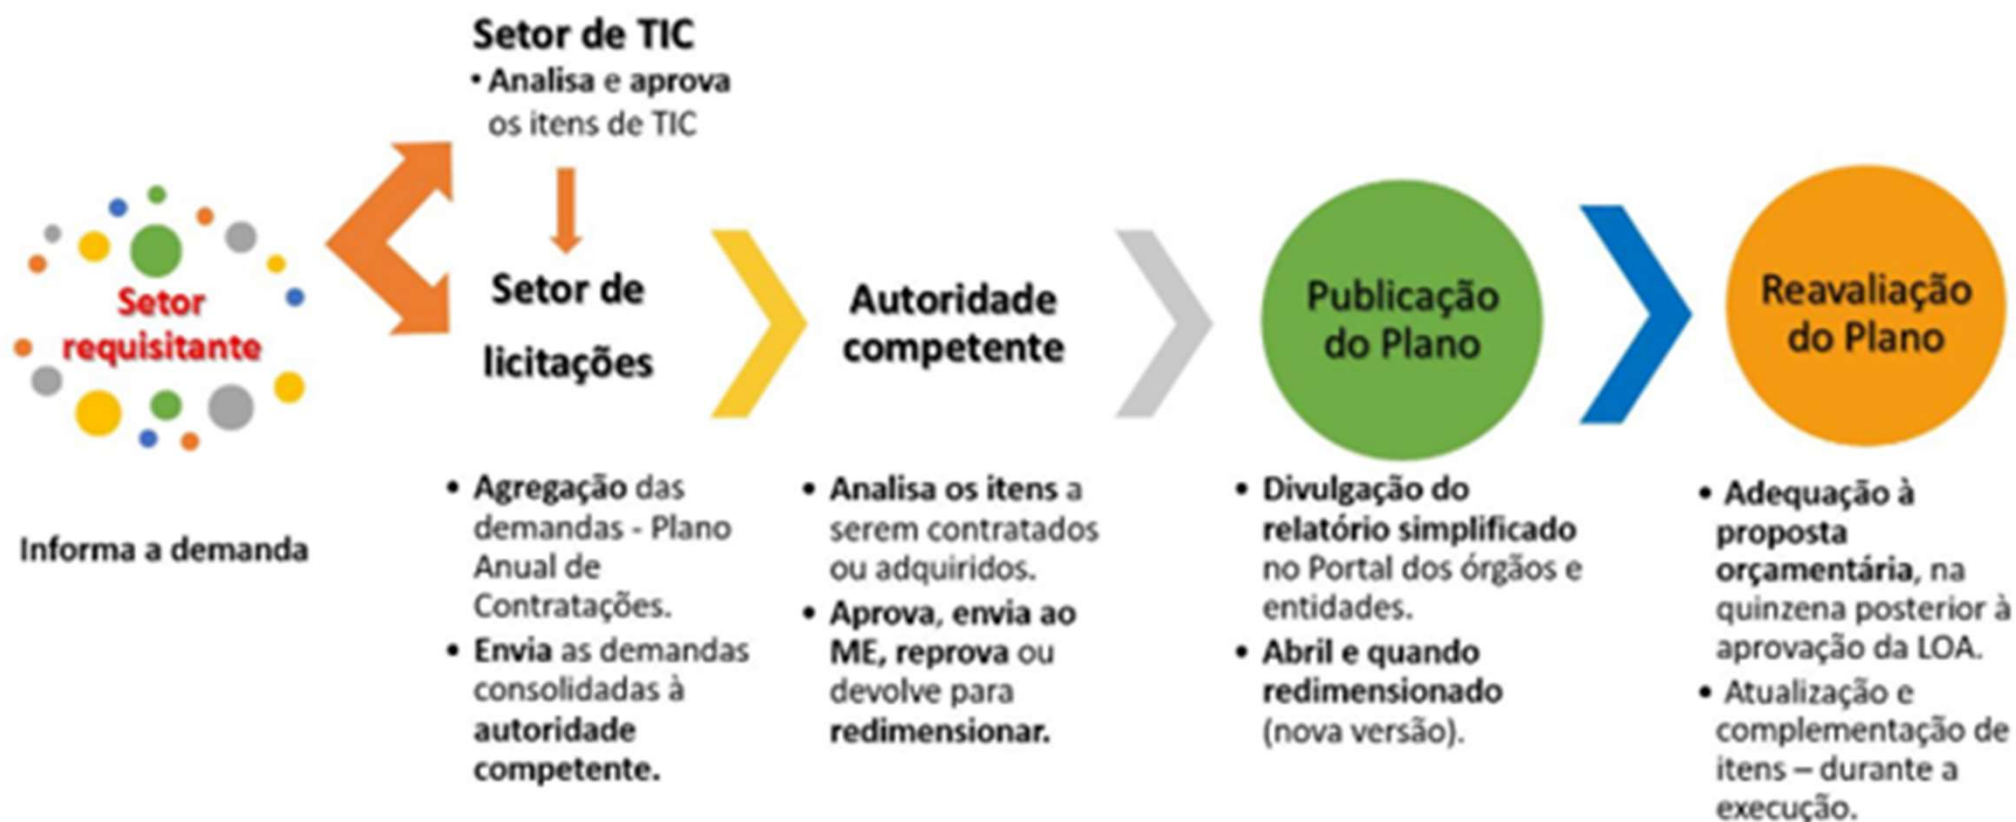 Setor de TIC
• Analisa e aprova
os itens de TIC
Setor
requisitante
Informa a demanda
Setor de
licitações
• Agregação das
demandas - Plano
Anual de
Contratações.
• Envia as demandas
consolidadas à
autoridade
competente.
Autoridade
competente
• Analisa os itens a
serem contratados
ou adquiridos.
• Aprova, envia ao
ME, reprova ou
devolve para
redimensionar.
Publicação
do Plano
• Divulgação do
relatório simplificado
no Portal dos órgãos e
entidades.
• Abril e quando
redimensionado
(nova versão).
Reavaliação
do Plano
• Adequação à
proposta
orçamentária, na
quinzena posterior à
aprovação da LOA.
• Atualização e
complementação de
itens – durante a
execução.